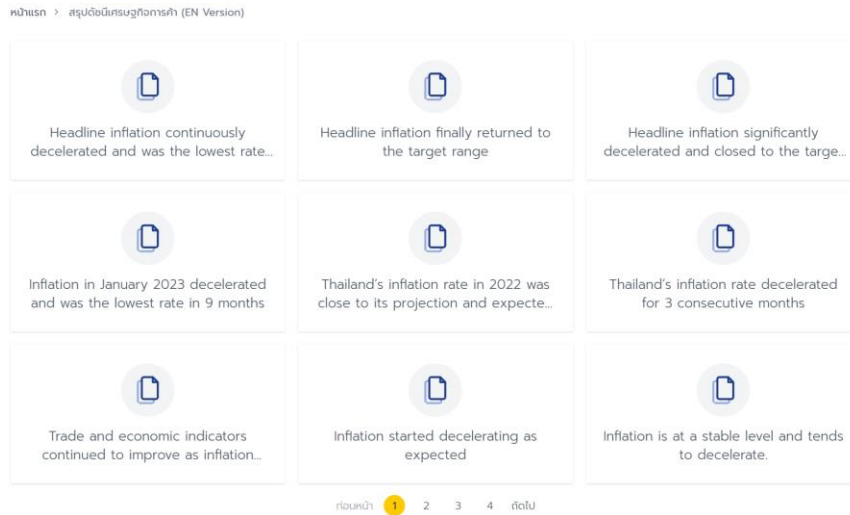 หน้าแรก > สรุปดัชนีเศรษฐกิจการค้า (EN Version)
Headline inflation continuously
decelerated and was the lowest rate...
Headline inflation finally returned to
the target range
Headline inflation significantly
decelerated and closed to the targe...
Inflation in January 2023 decelerated
and was the lowest rate in 9 months
Thailand's inflation rate in 2022 was
close to its projection and expecte...
Thailand's inflation rate decelerated
for 3 consecutive months
Trade and economic indicators
continued to improve as inflation...
Inflation started decelerating as
expected
Inflation is at a stable level and tends
to decelerate.
ก่อนหน้า 1 2 3 4 ถัดไป